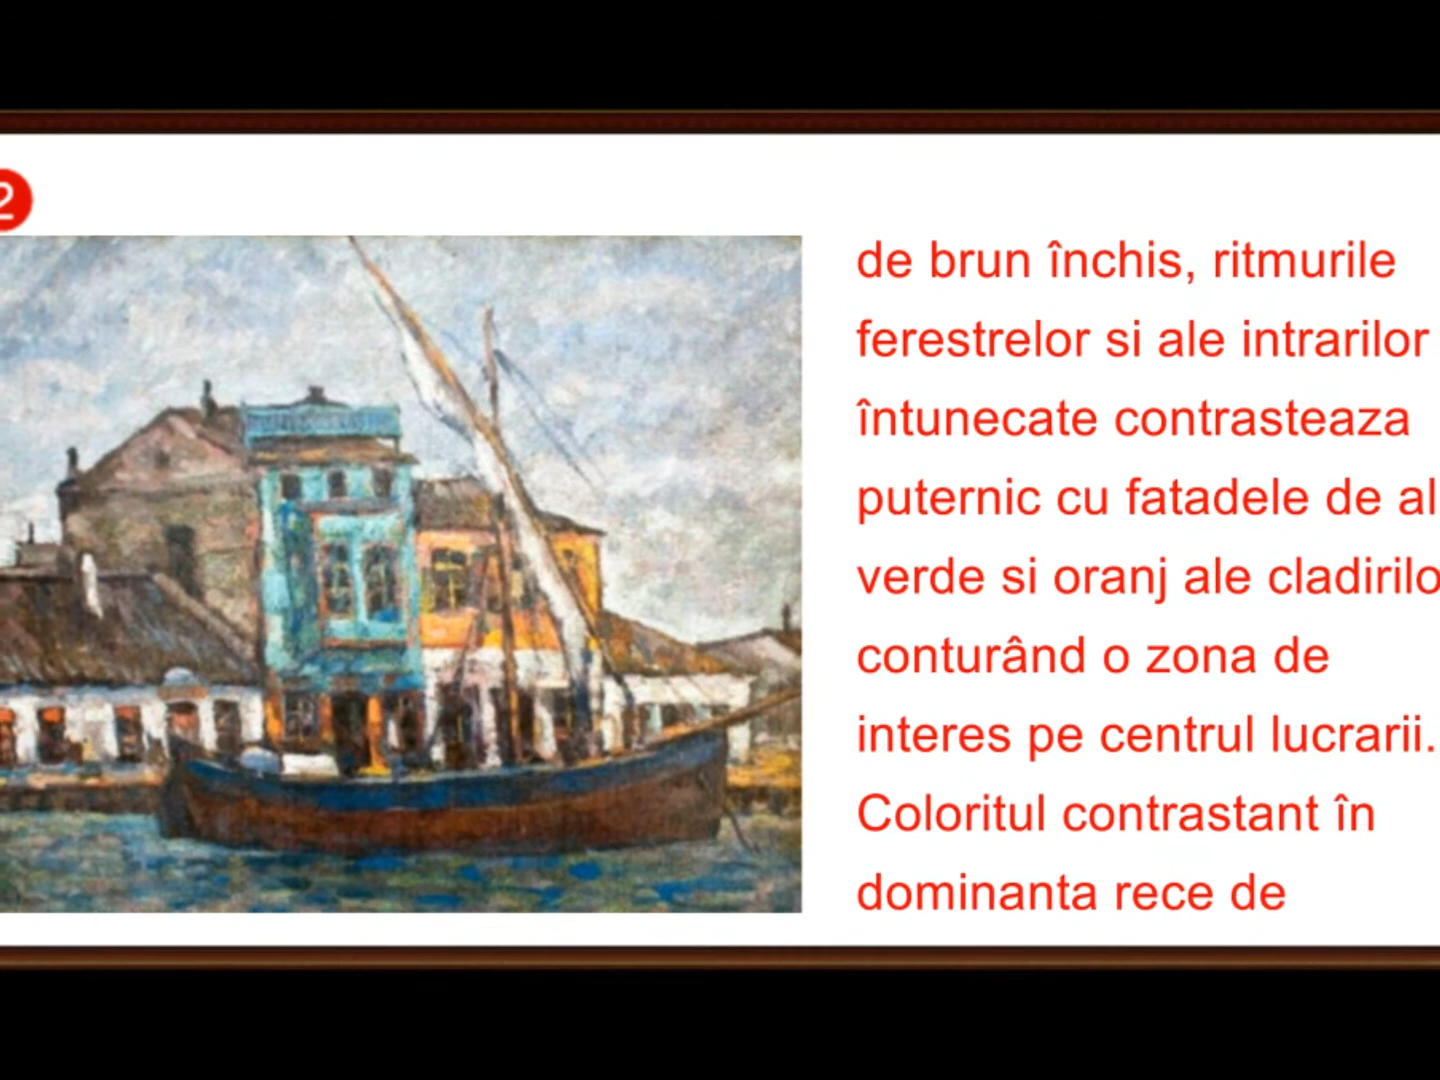 2
de brun închis, ritmurile
ferestrelor si ale intrarilor
întunecate contrasteaza
puternic cu fatadele de al
verde si oranj ale cladirilo
conturând o zona de
interes pe centrul lucrarii.
Coloritul contrastant în
dominanta rece de